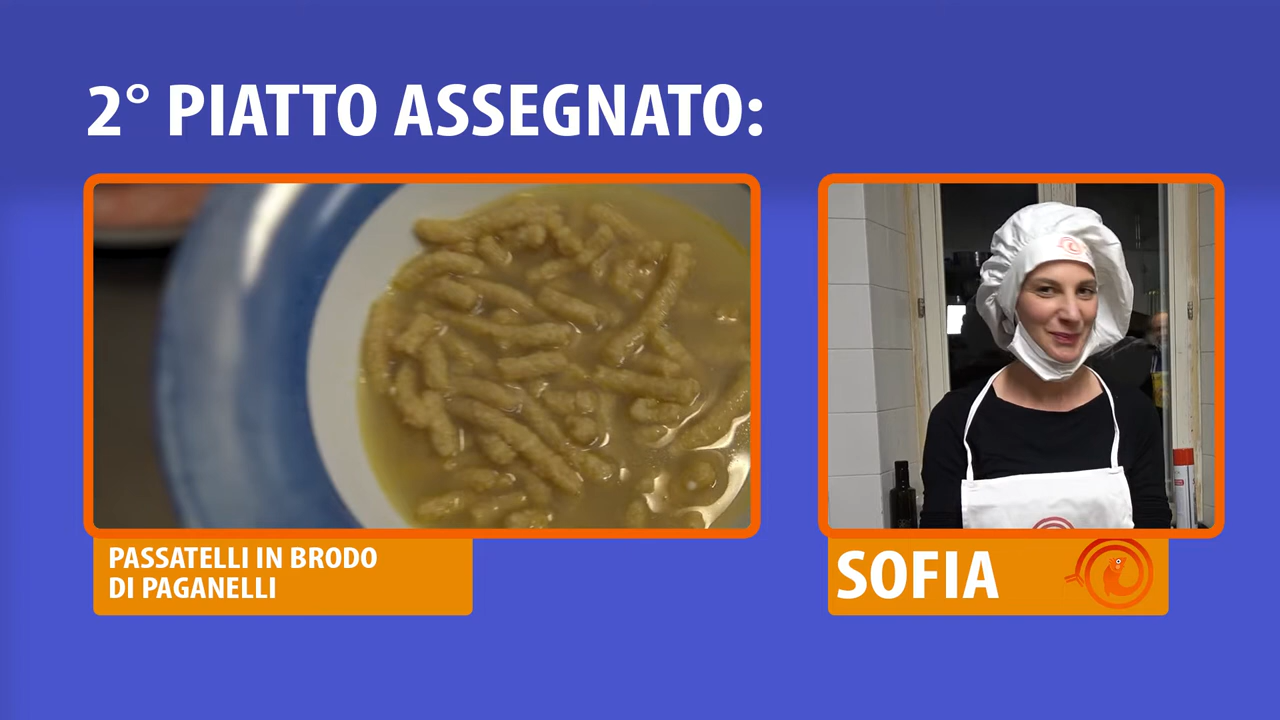 2° PIATTO ASSEGNATO:
PASSATELLI IN BRODO
DI PAGANELLI
SOFIA